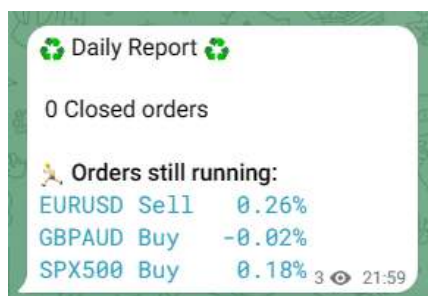 ♻️ Daily Report ♻️
0 Closed orders
🏃 Orders still running:
EURUSD Sell 0.26%
GBPAUD Buy -0.02%
SPX500 Buy 0.18%
3 21:59